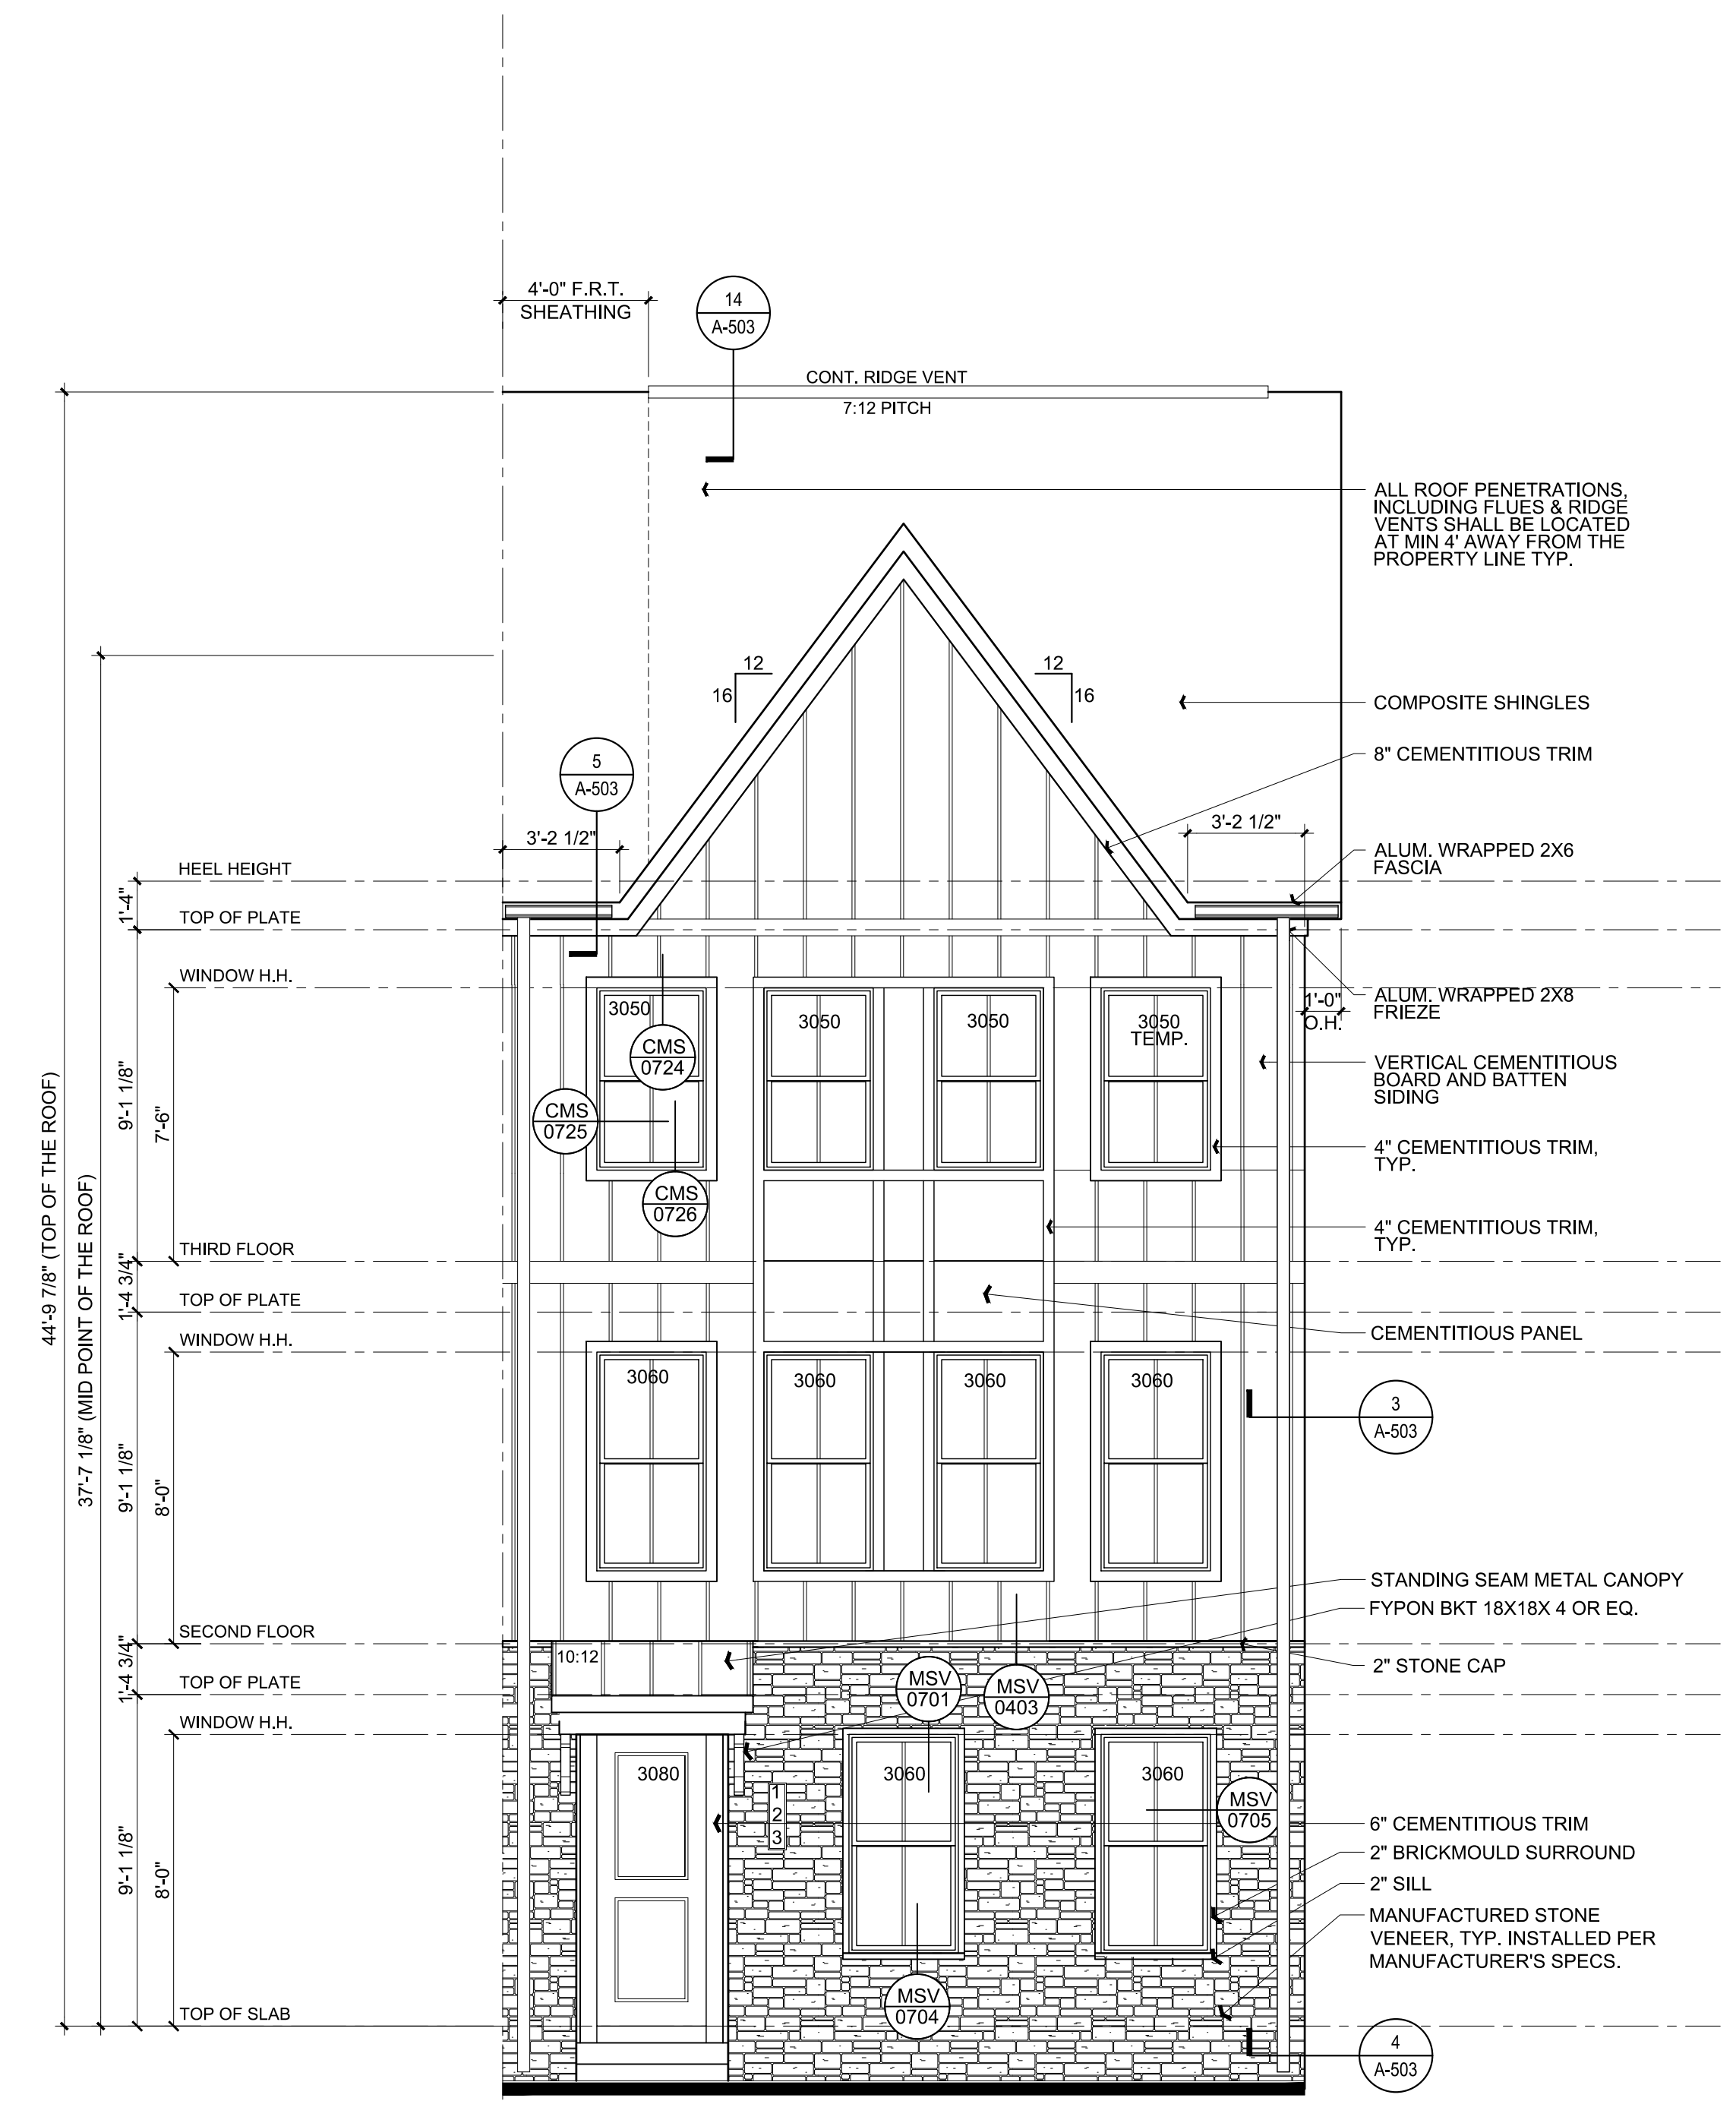 4'-0" F.R.T.
SHEATHING
14
A-503
CONT. RIDGE VENT
7:12 PITCH
ALL ROOF PENETRATIONS,
INCLUDING FLUES & RIDGE
VENTS SHALL BE LOCATED
AT MIN 4' AWAY FROM THE
PROPERTY LINE TYP.
12
16
12
16
COMPOSITE SHINGLES
8" CEMENTITIOUS TRIM
5
A-503
3'-2 1/2"
3'-2 1/2"
ALUM. WRAPPED 2X6
FASCIA
HEEL HEIGHT
1'-4"
TOP OF PLATE
WINDOW H.H.
ALUM. WRAPPED 2X8
FRIEZE
1'-0"
O.H.
3050
3050
3050
3050
TEMP.
CMS
0724
CMS
0725
CMS
0726
VERTICAL CEMENTITIOUS
BOARD AND BATTEN
SIDING
4" CEMENTITIOUS TRIM,
TYP.
4" CEMENTITIOUS TRIM,
TYP.
44'-9 7/8" (TOP OF THE ROOF)
37'-7 1/8" (MID POINT OF THE ROOF)
9'-1 1/8"
7'-6"
THIRD FLOOR
1'-4 3/4"
TOP OF PLATE
WINDOW H.H.
CEMENTITIOUS PANEL
3060
3060
3060
3060
3
A-503
9'-1 1/8"
8'-0"
STANDING SEAM METAL CANOPY
FYPON BKT 18X18X 4 OR EQ.
SECOND FLOOR
1'-4 3/4"
10:12
2" STONE CAP
TOP OF PLATE
MSV
0701
MSV
0403
WINDOW H.H.
3080
3060
3060
1
2
3
MSV
0705
6" CEMENTITIOUS TRIM
2" BRICKMOULD SURROUND
2" SILL
MANUFACTURED STONE
VENEER, TYP. INSTALLED PER
MANUFACTURER'S SPECS.
9'-1 1/8"
8'-0"
MSV
0704
TOP OF SLAB
4
A-503